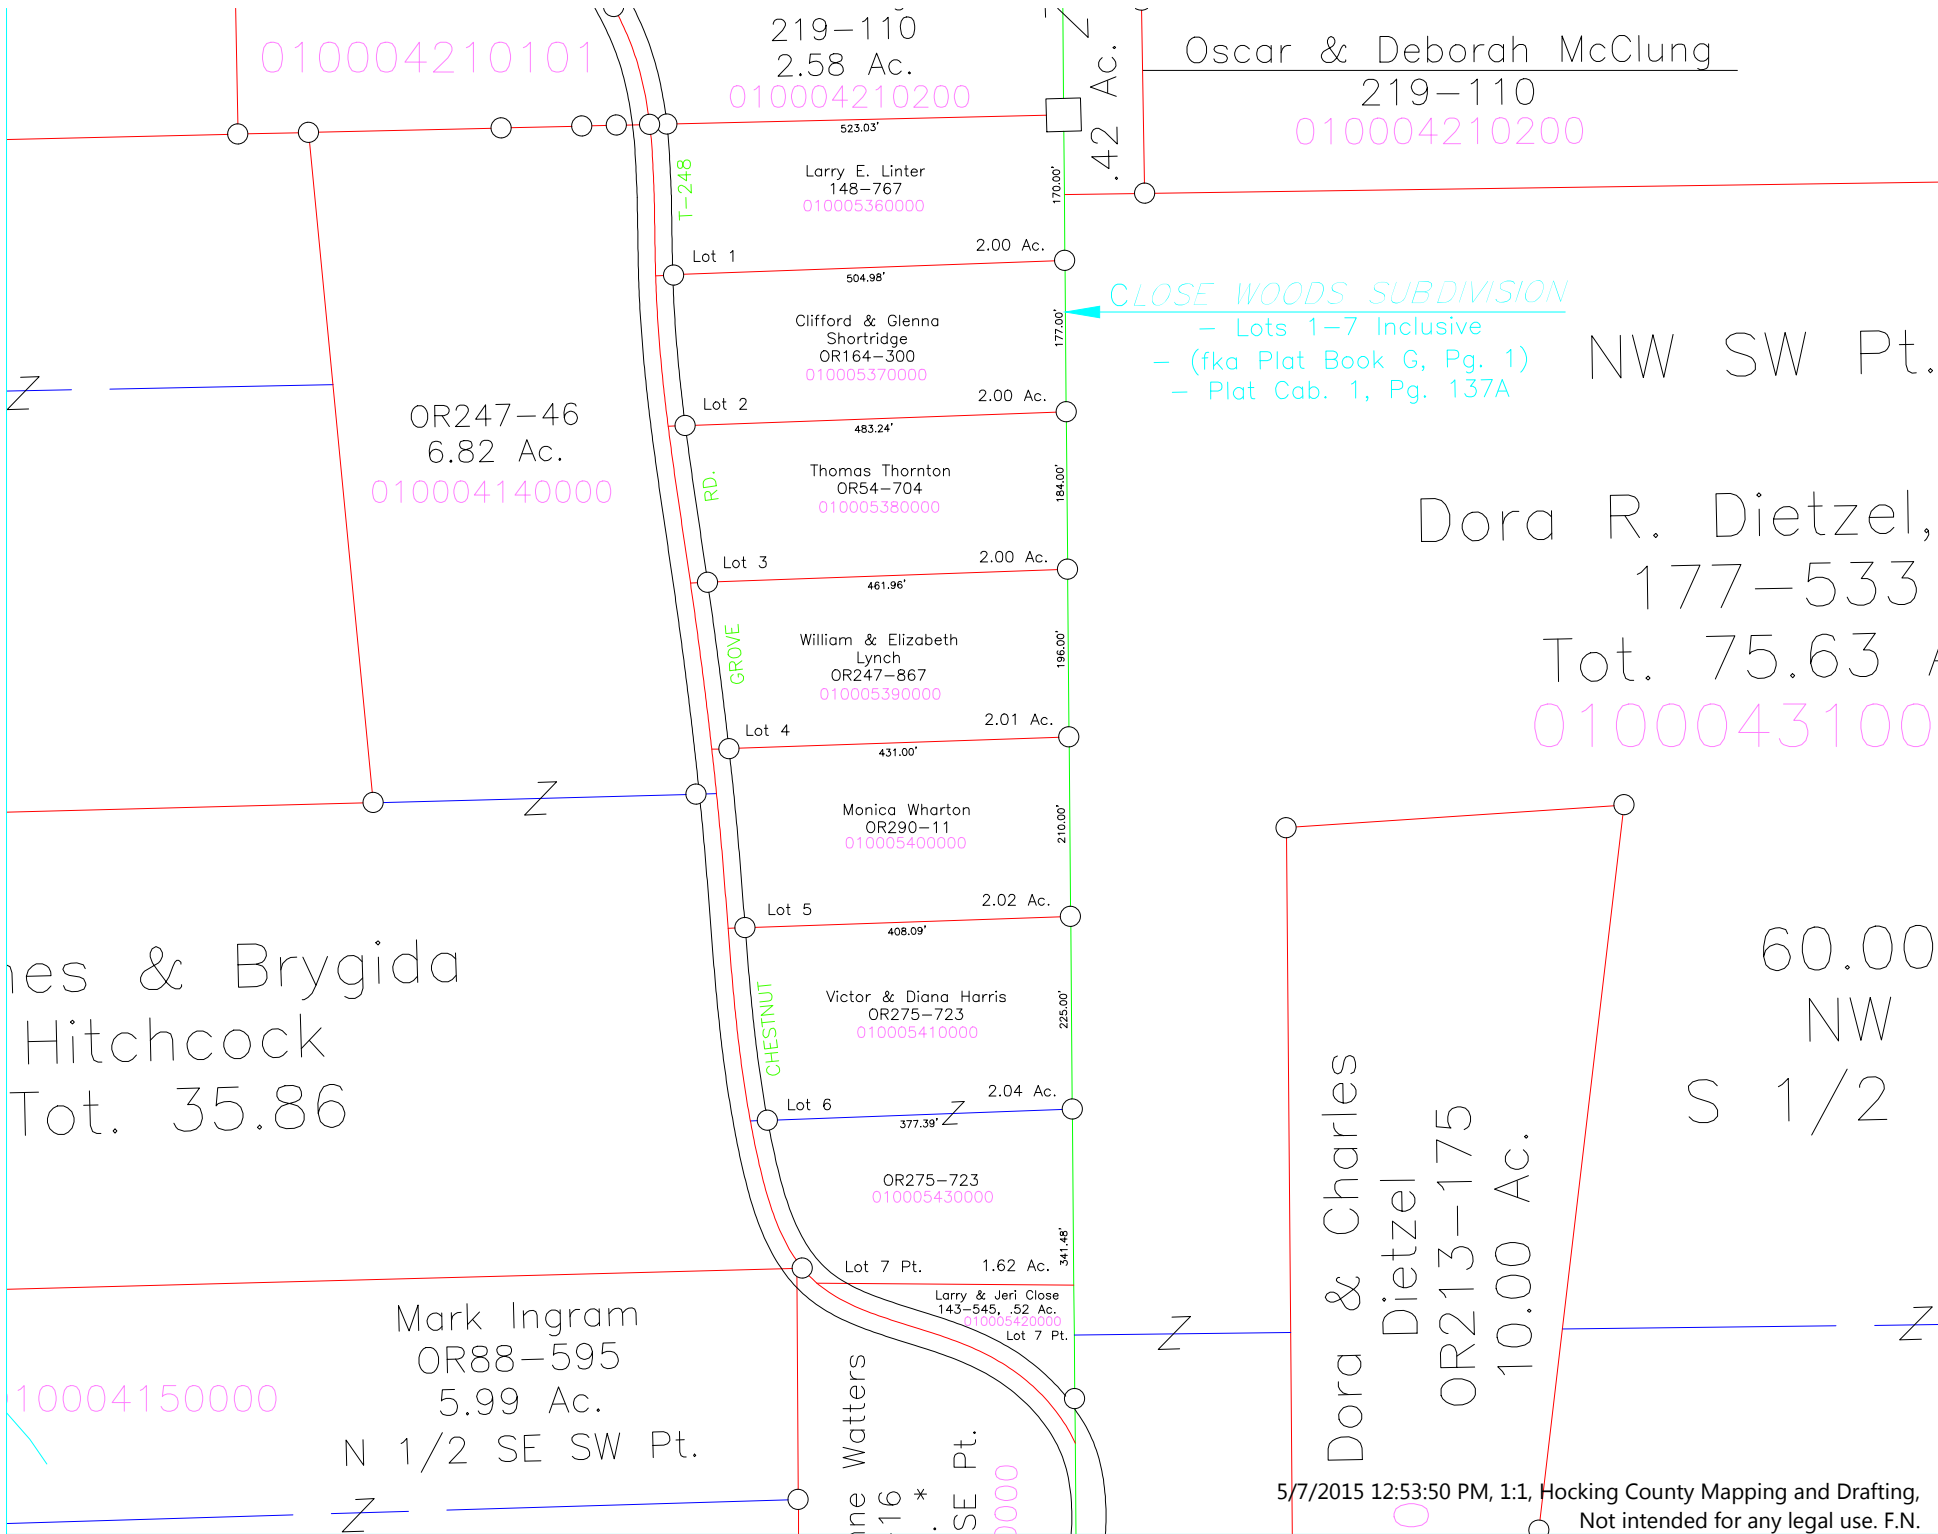 010004210101
219-110
2.58 Ac.
010004210200
523.03'
.42 Ac.
Oscar & Deborah McClung
219-110
010004210200
T-248
Larry E. Linter
148-767
010005360000
170.00'
Lot 1
2.00 Ac.
504.98'
CLOSE WOODS SUBDIVISION
- Lots 1-7 Inclusive
- (fka Plat Book G, Pg. 1)
- Plat Cab. 1, Pg. 137A
Clifford & Glenna
Shortridge
OR164-300
010005370000
177.00'
NW SW Pt.
Lot 2
2.00 Ac.
483.24'
Z
OR247-46
6.82 Ac.
010004140000
RD.
Thomas Thornton
OR54-704
010005380000
184.00'
Lot 3
2.00 Ac.
461.96'
Dora R. Dietzel,
177-533
Tot. 75.63
0100043100
GROVE
William & Elizabeth
Lynch
OR247-867
010005390000
196.00'
Lot 4
2.01 Ac.
431.00'
Z
Monica Wharton
OR290-11
010005400000
210.00'
Lot 5
2.02 Ac.
408.09'
& Brygida
Hitchcock
Tot. 35.86
CHESTNUT
Victor & Diana Harris
OR275-723
010005410000
225.00'
Lot 6
2.04 Ac.
377.39'
Z
60.00
NW
S 1/2
OR275-723
010005430000
341.48'
Lot 7 Pt.
1.62 Ac.
Larry & Jeri Close
143-545, .52 Ac.
010005420000
Lot 7 Pt.
Z
Dora & Charles
Dietzel
OR213-175
10.00 Ac.
Z
Mark Ingram
OR88-595
5.99 Ac.
N 1/2 SE SW Pt.
10004150000
Z
Watters
16
. *
SE Pt.
0000
0
5/7/2015 12:53:50 PM, 1:1, Hocking County Mapping and Drafting,
Not intended for any legal use. F.N.